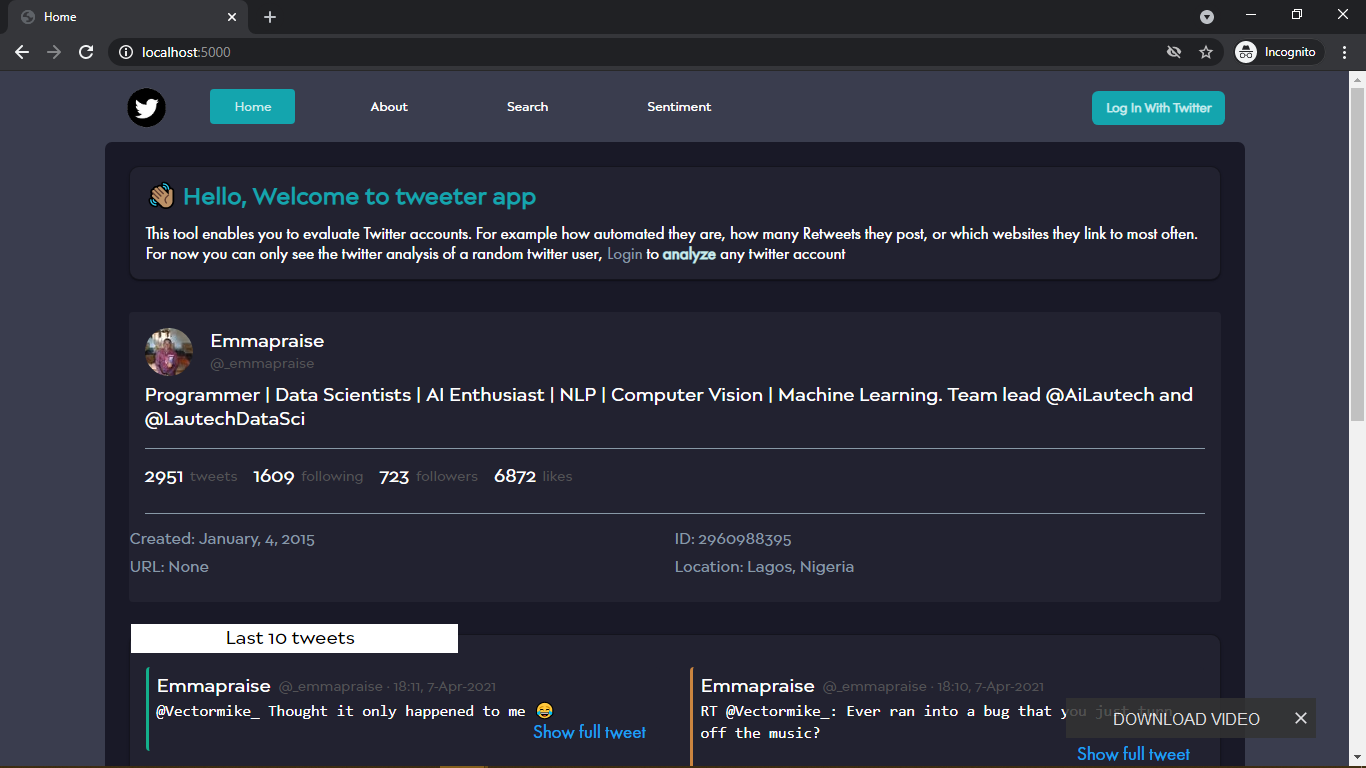 Home
localhost:5000
Incognito
Home About Search Sentiment Log In With Twitter
👋🏽 Hello, Welcome to tweeter app
This tool enables you to evaluate Twitter accounts. For example how automated they are, how many Retweets they post, or which websites they link to most often.
For now you can only see the twitter analysis of a random twitter user, Login to analyze any twitter account
Emmapraise
@_emmapraise
Programmer | Data Scientists | AI Enthusiast | NLP | Computer Vision | Machine Learning. Team lead @AiLautech and
@LautechDataSci
2951 tweets 1609 following 723 followers 6872 likes
Created: January, 4, 2015
ID: 2960988395
URL: None
Location: Lagos, Nigeria
Last 10 tweets
Emmapraise @_emmapraise · 18:11, 7-Apr-2021
@Vectormike_ Thought it only happened to me 😂
Show full tweet
Emmapraise @_emmapraise · 18:10, 7-Apr-2021
RT @Vectormike_: Ever ran into a bug that you just turn
off the music?
Show full tweet
DOWNLOAD VIDEO